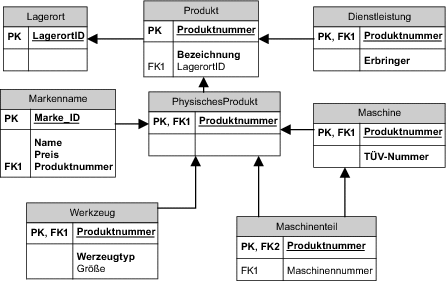 Lagerort
PK LagerortID
Produkt
PK Produktnummer
Bezeichnung
FK1 LagerortID
Dienstleistung
PK, FK1 Produktnummer
Erbringer
Markenname
PK Marke_ID
Name
Preis
FK1 Produktnummer
PhysischesProdukt
PK, FK1 Produktnummer
Maschine
PK, FK1 Produktnummer
TÜV-Nummer
Werkzeug
PK, FK1 Produktnummer
Werzeugtyp
Größe
Maschinenteil
PK, FK2 Produktnummer
FK1 Maschinennummer